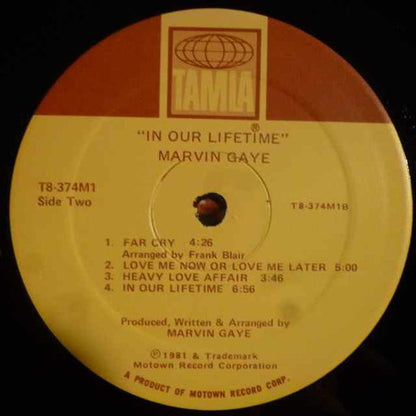 TAMLA®
"IN OUR LIFETIME"
MARVIN GAYE
T8-374M1
Side Two
T8-374M1B
1. FAR CRY 4:26
Arranged by Frank Blair
2. LOVE ME NOW OR LOVE ME LATER 5:00
3. HEAVY LOVE AFFAIR 3:46
4. IN OUR LIFETIME 6:56
Produced, Written & Arranged by
MARVIN GAYE
℗ 1981 & Trademark
Motown Record Corporation
A PRODUCT OF MOTOWN RECORD CORP.